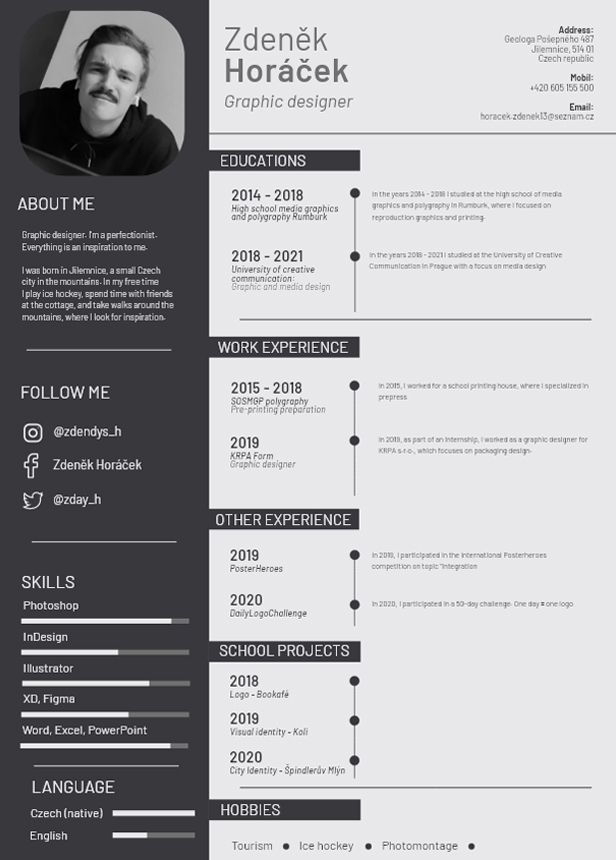 Zdeněk
Horáček
Graphic designer
Address:
Geologa Pošepného 487
Jilemnice, 514 01
Czech republic
Mobil:
+420 605 155 500
Email:
horacek.zdenek13@seznam.cz
ABOUT ME
Graphic designer. I'm a perfectionist.
Everything is an inspiration to me.
I was born in Jilemnice, a small Czech
city in the mountains. In my free time
I play ice hockey, spend time with friends
at the cottage, and take walks around the
mountains, where I look for inspiration.
FOLLOW ME
@zdendys_h
Zdeněk Horáček
@zday_h
SKILLS
Photoshop
InDesign
Illustrator
XD, Figma
Word, Excel, PowerPoint
LANGUAGE
Czech (native)
English
EDUCATIONS
2014 - 2018
High school media graphics
and polygraphy Rumburk
In the years 2014 - 2018 I studied at the high school of media
graphics and polygraphy in Rumburk, where I focused on
reproduction graphics and printing.
2018 - 2021
University of creative
communication:
Graphic and media design
In the years 2018 - 2021 I studied at the University of Creative
Communication in Prague with a focus on media design
WORK EXPERIENCE
2015 - 2018
SOSMGP polygraphy
Pre-printing preparation
In 2015, I worked for a school printing house, where I specialized in
prepress
2019
KRPA Form
Graphic designer
In 2019, as part of an internship, I worked as a graphic designer for
KRPA s.r.o., which focuses on packaging design.
OTHER EXPERIENCE
2019
PosterHeroes
In 2019, I participated in the International Posterheroes
competition on topic "Integration
2020
DailyLogoChallenge
In 2020, I participated in a 50-day challenge. One day = one logo
SCHOOL PROJECTS
2018
Logo - Bookafé
2019
Visual identity - Koli
2020
City Identity - Špindlerův Mlýn
HOBBIES
Tourism ● Ice hockey ● Photomontage ●